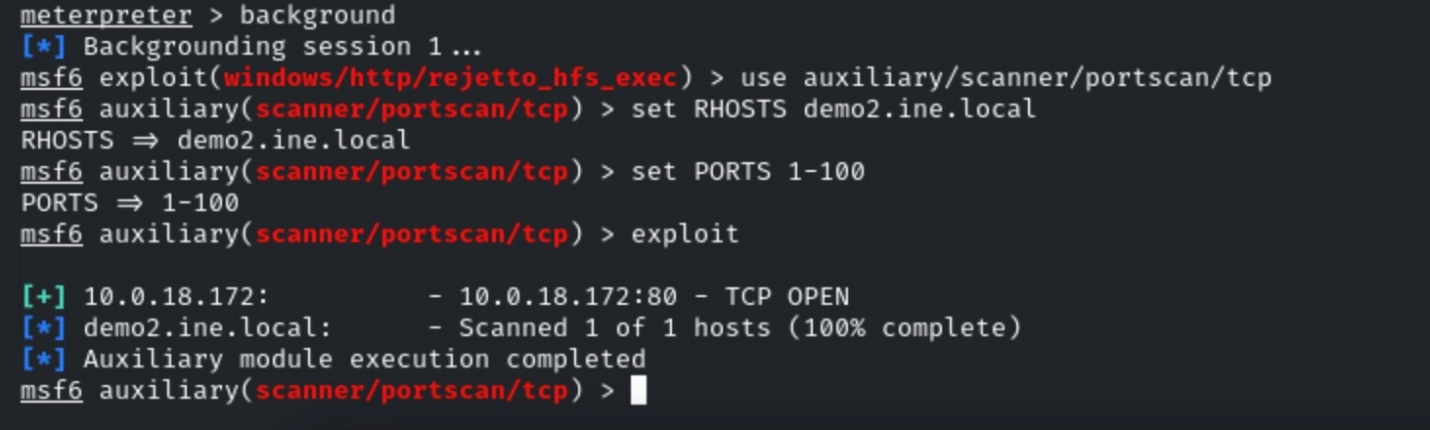 meterpreter > background
[*] Backgrounding session 1...
msf6 exploit(windows/http/rejetto_hfs_exec) > use auxiliary/scanner/portscan/tcp
msf6 auxiliary(scanner/portscan/tcp) > set RHOSTS demo2.ine.local
RHOSTS ⇒ demo2.ine.local
msf6 auxiliary(scanner/portscan/tcp) > set PORTS 1-100
PORTS ⇒ 1-100
msf6 auxiliary(scanner/portscan/tcp) > exploit
[+] 10.0.18.172: - 10.0.18.172:80 - TCP OPEN
[*] demo2.ine.local: - Scanned 1 of 1 hosts (100% complete)
[*] Auxiliary module execution completed
msf6 auxiliary(scanner/portscan/tcp) >